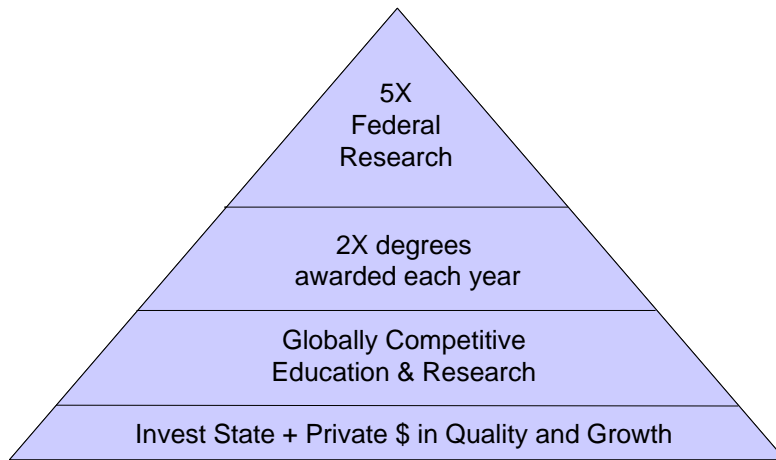 5X
Federal
Research
2X degrees
awarded each year
Globally Competitive
Education & Research
Invest State + Private $ in Quality and Growth